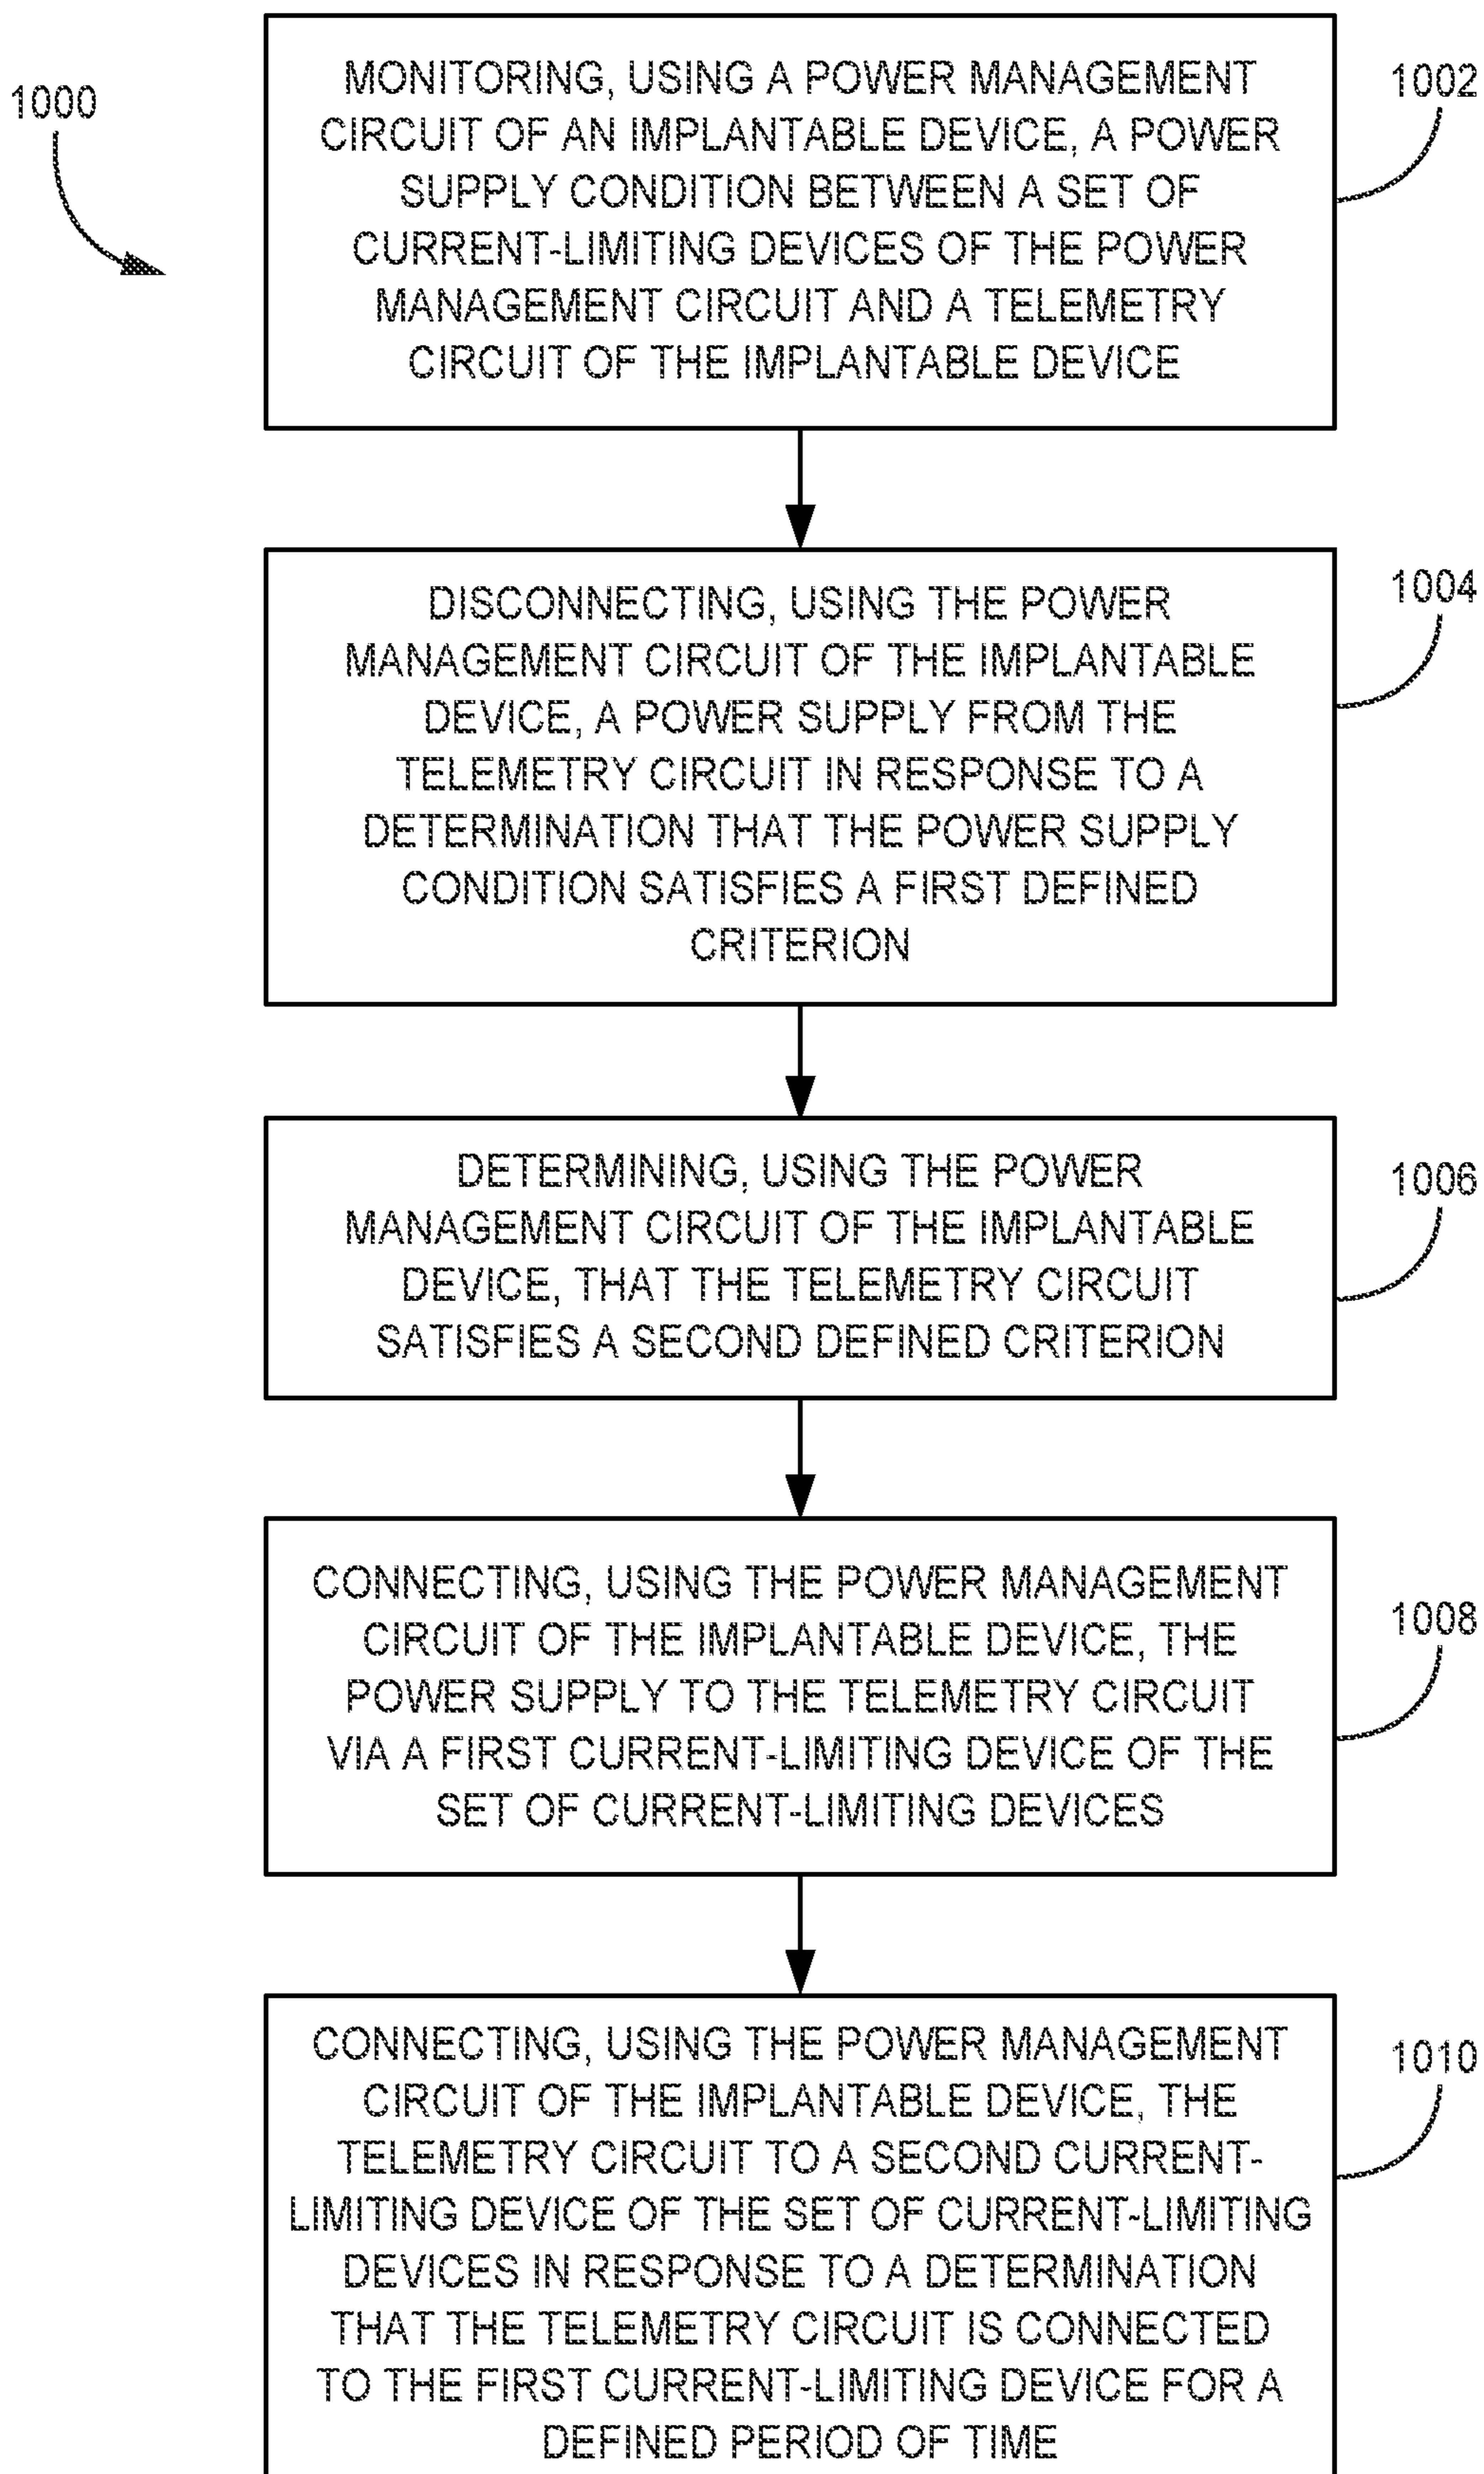 1000
MONITORING, USING A POWER MANAGEMENT
CIRCUIT OF AN IMPLANTABLE DEVICE, A POWER
SUPPLY CONDITION BETWEEN A SET OF
CURRENT-LIMITING DEVICES OF THE POWER
MANAGEMENT CIRCUIT AND A TELEMETRY
CIRCUIT OF THE IMPLANTABLE DEVICE
1002
DISCONNECTING, USING THE POWER
MANAGEMENT CIRCUIT OF THE IMPLANTABLE
DEVICE, A POWER SUPPLY FROM THE
TELEMETRY CIRCUIT IN RESPONSE TO A
DETERMINATION THAT THE POWER SUPPLY
CONDITION SATISFIES A FIRST DEFINED
CRITERION
1004
DETERMINING, USING THE POWER
MANAGEMENT CIRCUIT OF THE IMPLANTABLE
DEVICE, THAT THE TELEMETRY CIRCUIT
SATISFIES A SECOND DEFINED CRITERION
1006
CONNECTING, USING THE POWER MANAGEMENT
CIRCUIT OF THE IMPLANTABLE DEVICE, THE
POWER SUPPLY TO THE TELEMETRY CIRCUIT
VIA A FIRST CURRENT-LIMITING DEVICE OF THE
SET OF CURRENT-LIMITING DEVICES
1008
CONNECTING, USING THE POWER MANAGEMENT
CIRCUIT OF THE IMPLANTABLE DEVICE, THE
TELEMETRY CIRCUIT TO A SECOND CURRENT-
LIMITING DEVICE OF THE SET OF CURRENT-LIMITING
DEVICES IN RESPONSE TO A DETERMINATION
THAT THE TELEMETRY CIRCUIT IS CONNECTED
TO THE FIRST CURRENT-LIMITING DEVICE FOR A
DEFINED PERIOD OF TIME
1010